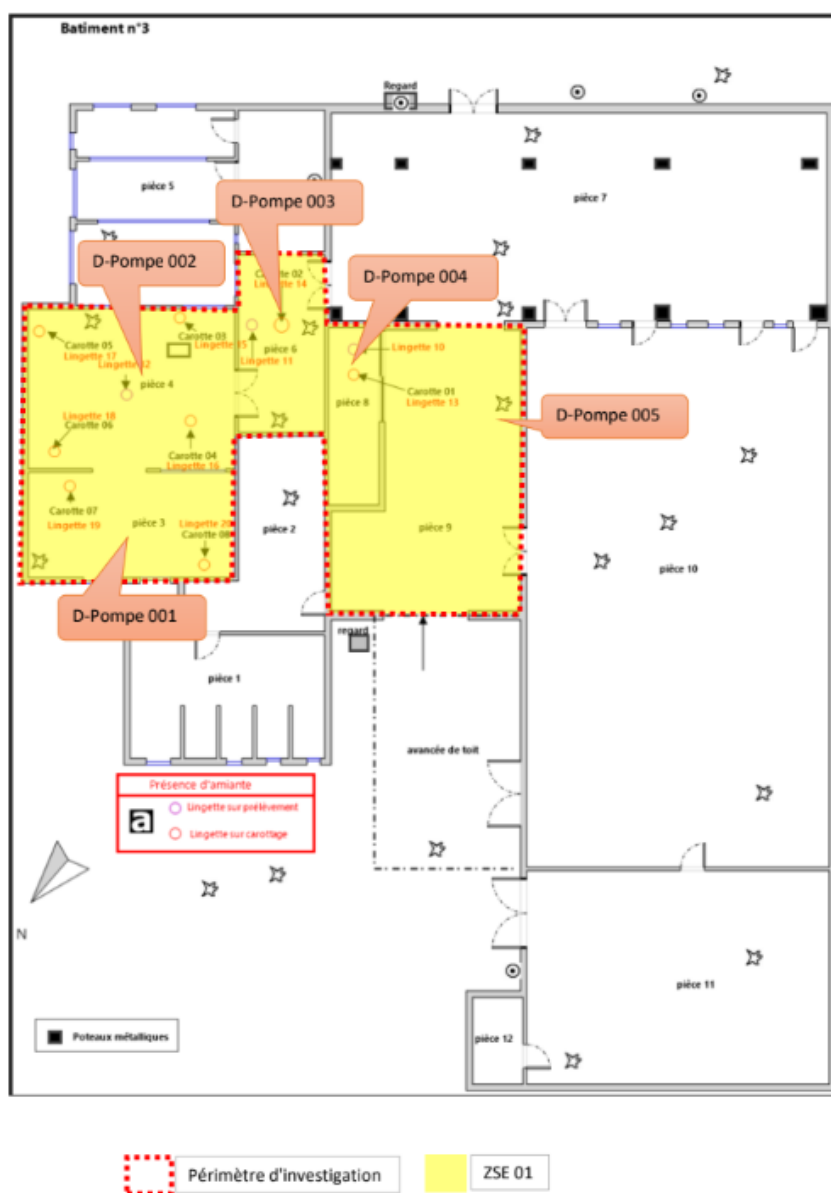 Batiment n°3
Regard
pièce 5
D-Pompe 003
pièce 7
D-Pompe 002
Carotte 02
Lingette 14
D-Pompe 004
Carotte 05
Lingette 17
Carotte 03
Lingette 15
Lingette 12
pièce 6
Lingette 10
pièce 4
Lingette 11
Carotte 01
Lingette 13
pièce 8
Lingette 18
Carotte 06
D-Pompe 005
Carotte 04
Lingette 16
Carotte 07
Lingette 19
pièce 3
Lingette 20
Carotte 08
pièce 2
pièce 9
pièce 10
D-Pompe 001
regard
pièce 1
avancée de toit
Présence d'amiante
a
Lingette sur prélèvement
Lingette sur carottage
N
pièce 11
Poteaux métalliques
pièce 12
Périmètre d'investigation
ZSE 01